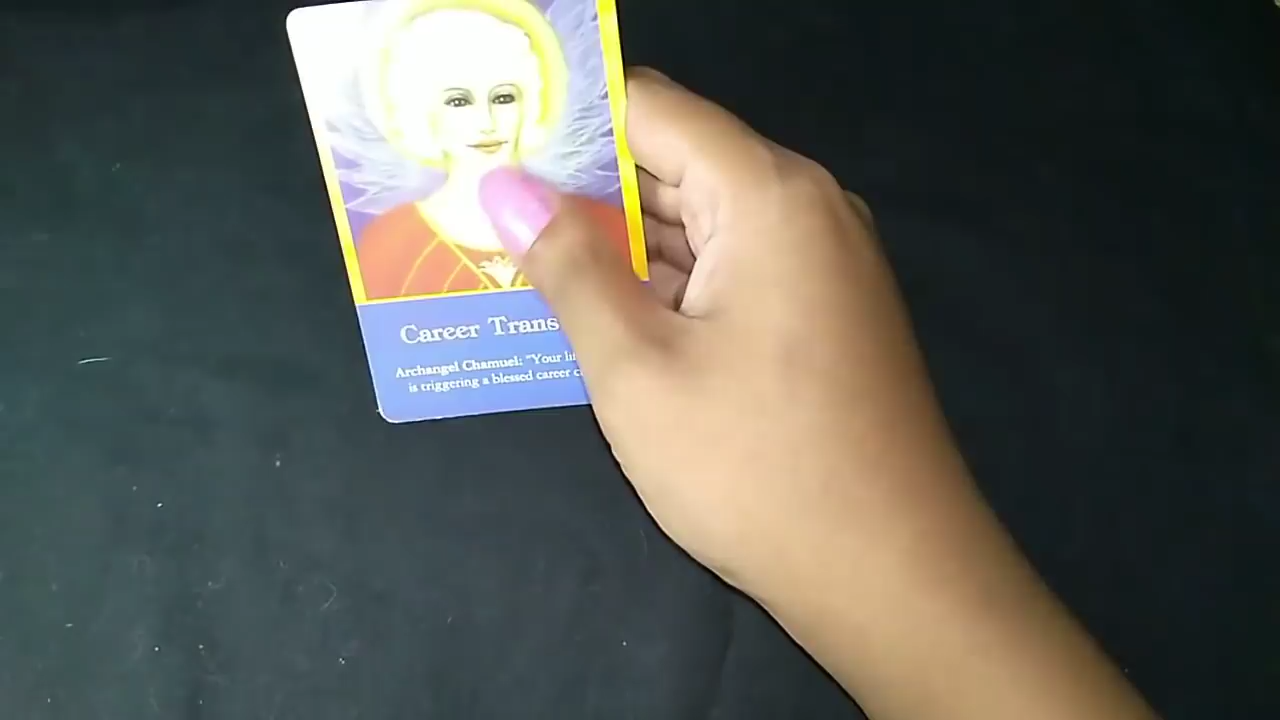 Career Trans
Archangel Chamuel: "Your li
is triggering a blessed career c